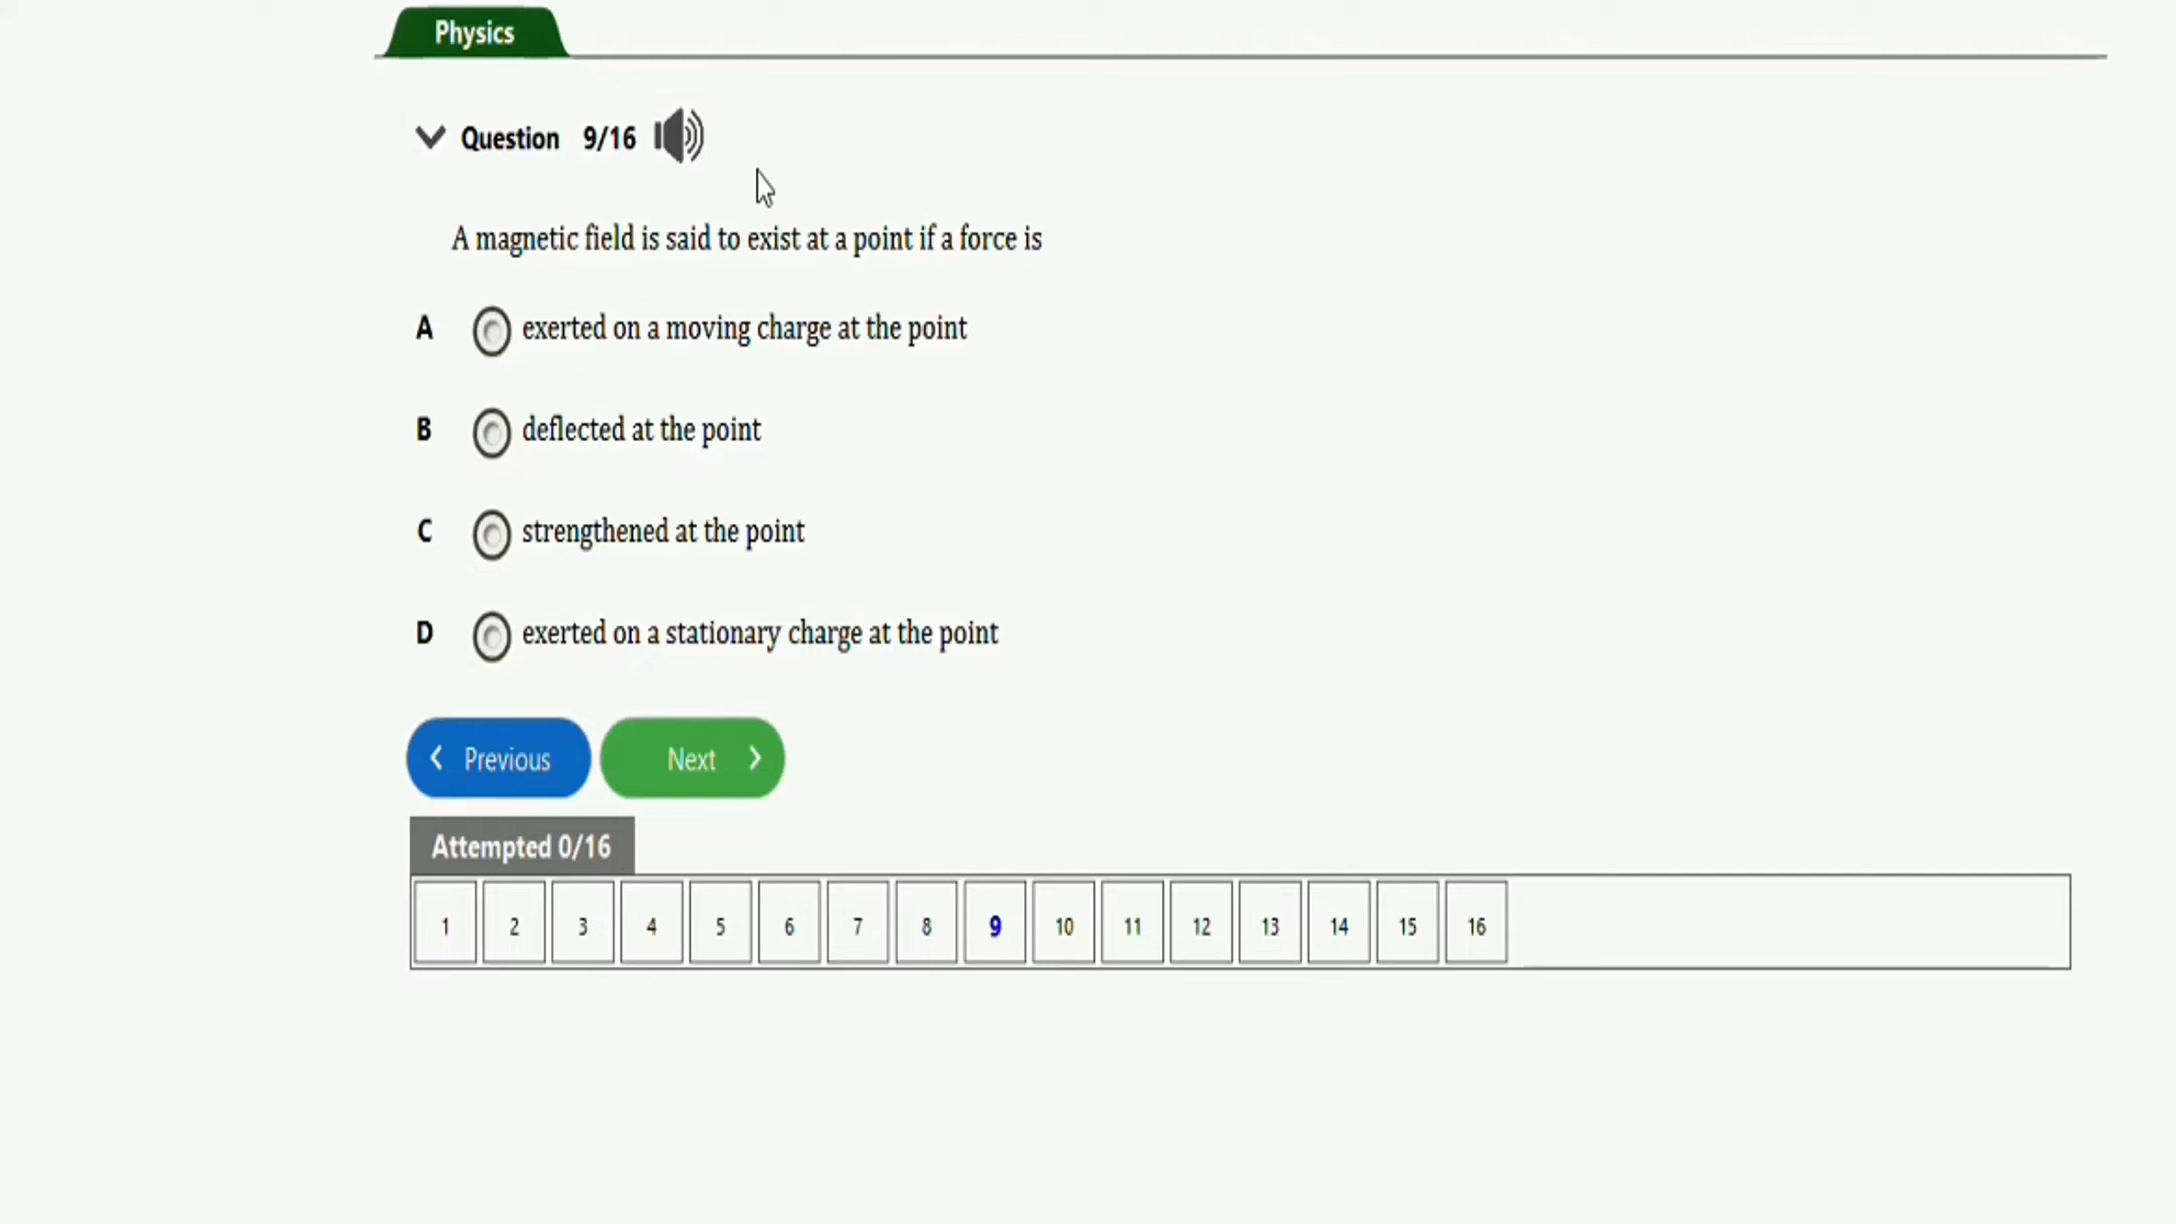 Physics
Question 9/16
A magnetic field is said to exist at a point if a force is
A exerted on a moving charge at the point
B deflected at the point
C strengthened at the point
D exerted on a stationary charge at the point
Previous Next
Attempted 0/16
1 2 3 4 5 6 7 8 9 10 11 12 13 14 15 16